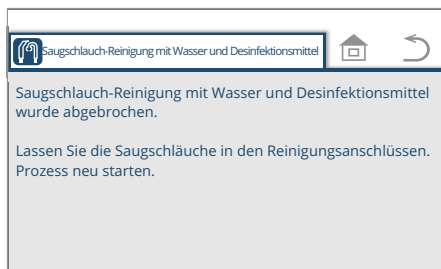 Saugschlauch-Reinigung mit Wasser und Desinfektionsmittel
Saugschlauch-Reinigung mit Wasser und Desinfektionsmittel
wurde abgebrochen.
Lassen Sie die Saugschläuche in den Reinigungsanschlüssen.
Prozess neu starten.